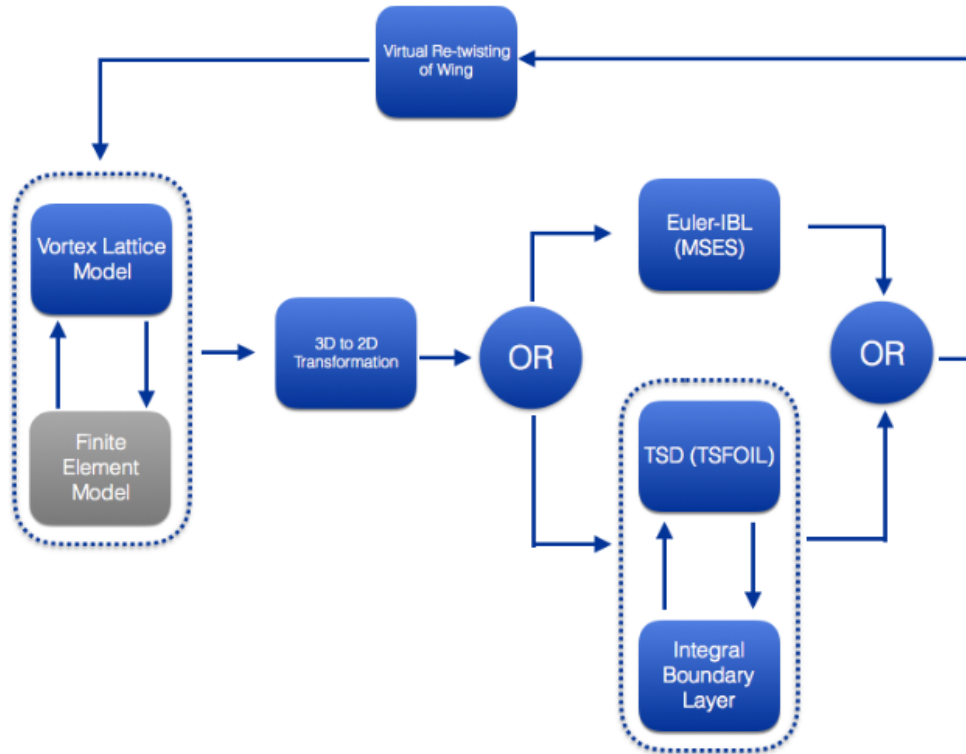 Virtual Re-twisting
of Wing
Vortex Lattice
Model
Finite
Element
Model
3D to 2D
Transformation
OR
Euler-IBL
(MSES)
TSD (TSFOIL)
Integral
Boundary
Layer
OR